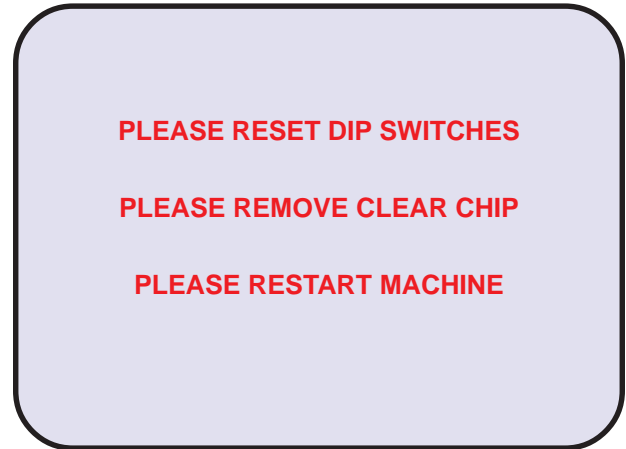 PLEASE RESET DIP SWITCHES
PLEASE REMOVE CLEAR CHIP
PLEASE RESTART MACHINE